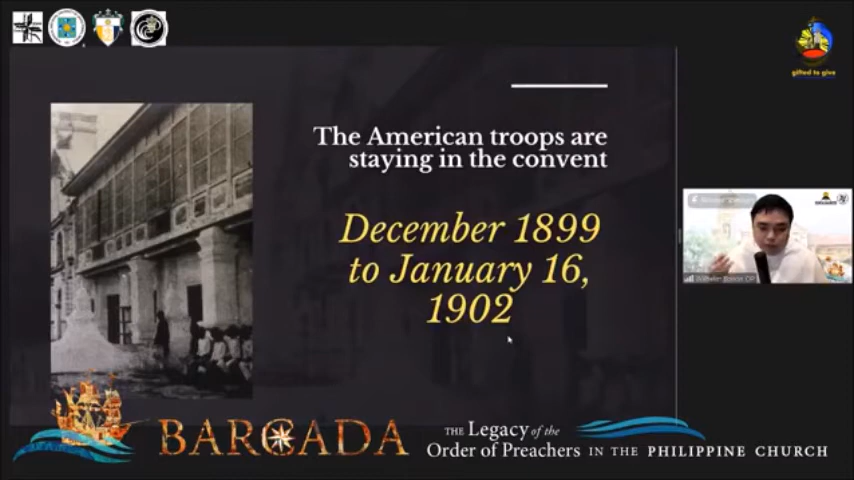 gifted to give
The American troops are
staying in the convent
December 1899
to January 16,
1902
BARCADA
THE Legacy of the
Order of Preachers IN THE PHILIPPINE CHURCH